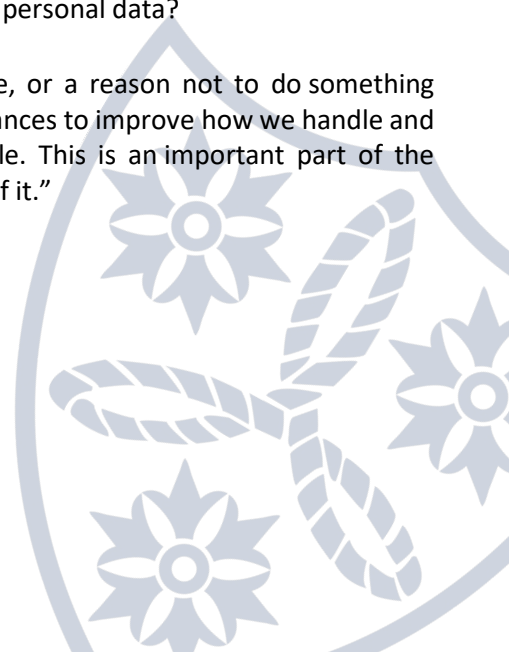 personal data?
e, or a reason not to do something
ances to improve how we handle and
le. This is an important part of the
f it.”